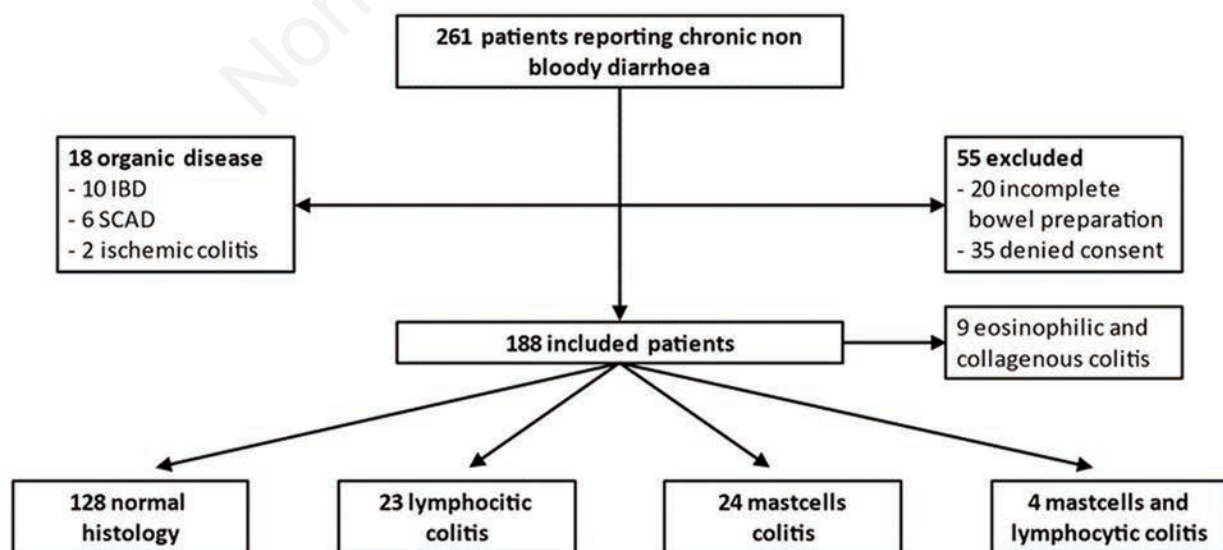 261 patients reporting chronic non
bloody diarrhoea
18 organic disease
- 10 IBD
- 6 SCAD
- 2 ischemic colitis
55 excluded
- 20 incomplete
bowel preparation
- 35 denied consent
188 included patients
9 eosinophilic and
collagenous colitis
128 normal
histology
23 lymphocitic
colitis
24 mastcells
colitis
4 mastcells and
lymphocytic colitis